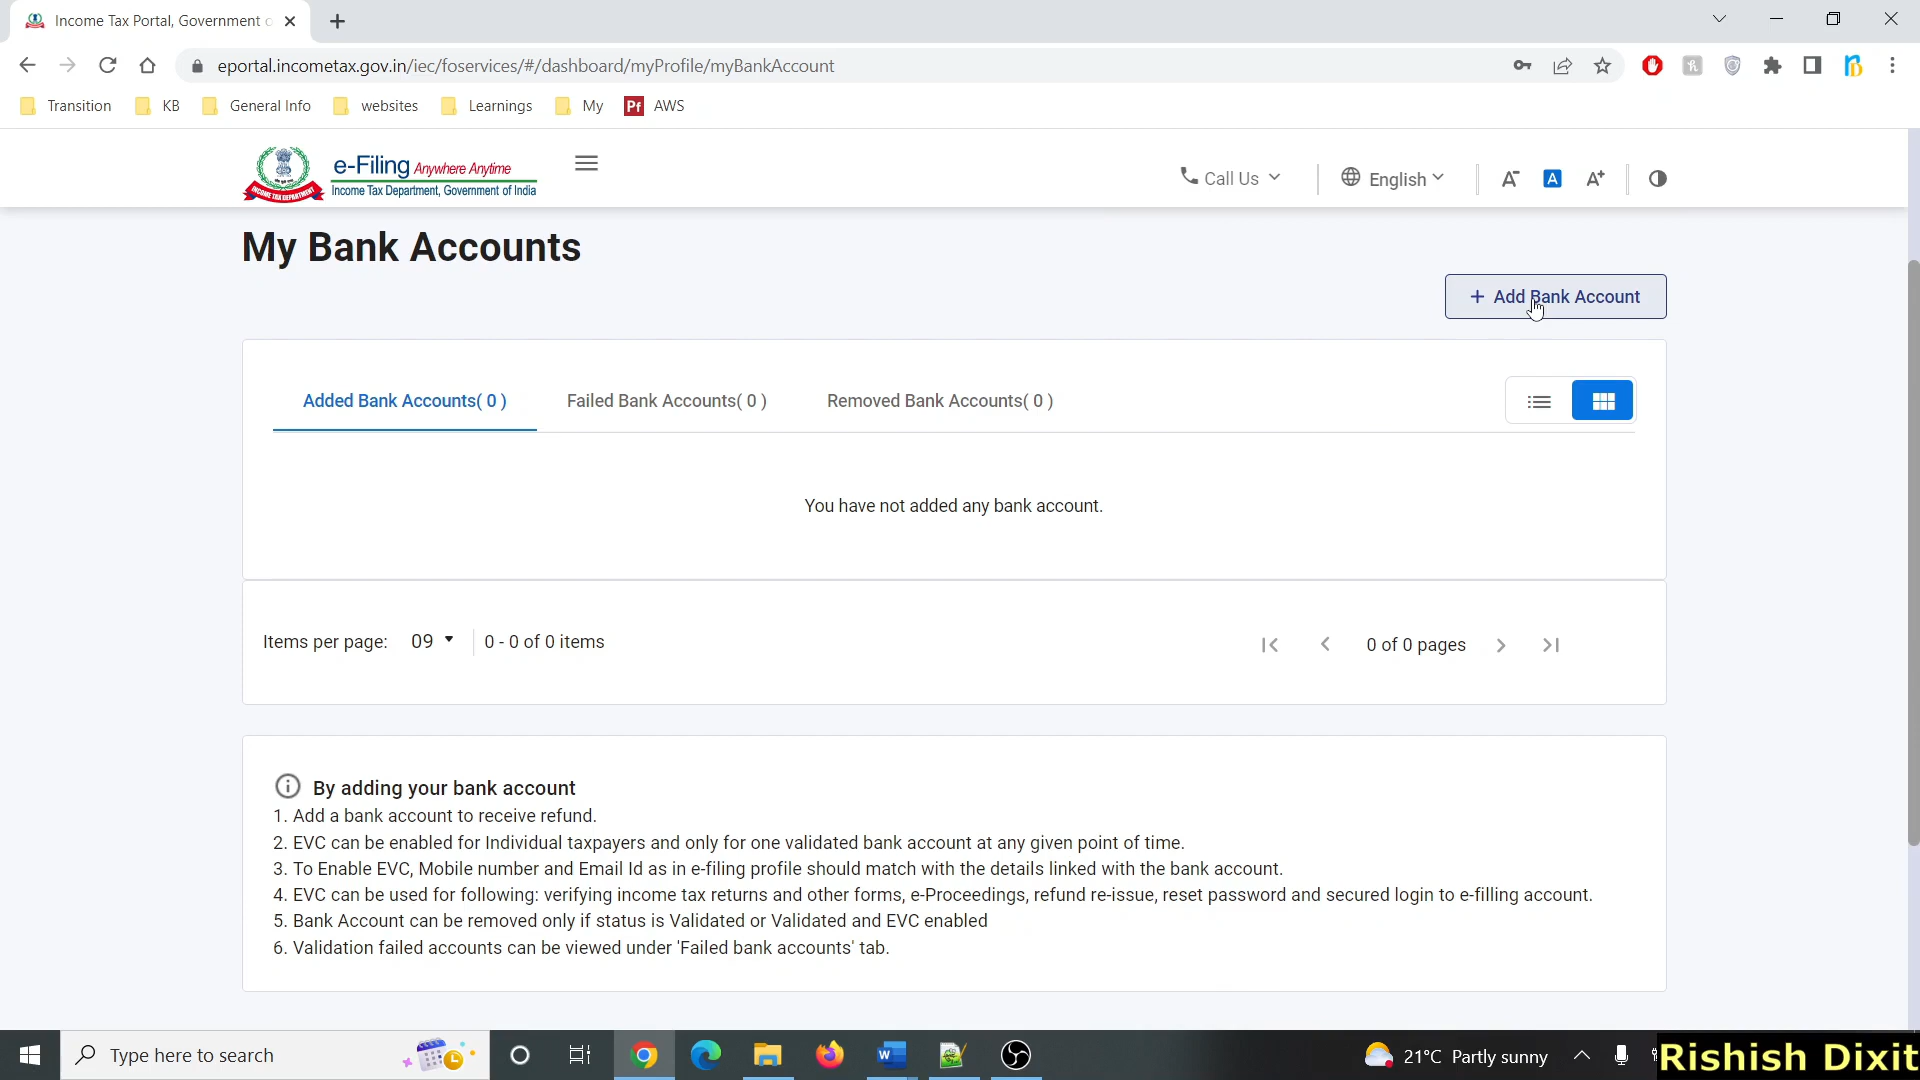 Income Tax Portal, Government o
eportal.incometax.gov.in/iec/foservices/#/dashboard/myProfile/myBankAccount
Transition KB General Info websites Learnings My Pf AWS
e-Filing Anywhere Anytime
Income Tax Department, Government of India
INCOME TAX DEPARTMENT
Call Us English A- A A+
My Bank Accounts
+ Add Bank Account
Added Bank Accounts( 0 ) Failed Bank Accounts( 0 ) Removed Bank Accounts( 0 )
You have not added any bank account.
Items per page: 09 0 - 0 of 0 items 0 of 0 pages
By adding your bank account
1. Add a bank account to receive refund.
2. EVC can be enabled for Individual taxpayers and only for one validated bank account at any given point of time.
3. To Enable EVC, Mobile number and Email Id as in e-filing profile should match with the details linked with the bank account.
4. EVC can be used for following: verifying income tax returns and other forms, e-Proceedings, refund re-issue, reset password and secured login to e-filling account.
5. Bank Account can be removed only if status is Validated or Validated and EVC enabled
6. Validation failed accounts can be viewed under 'Failed bank accounts' tab.
Type here to search 21°C Partly sunny Rishish Dixit